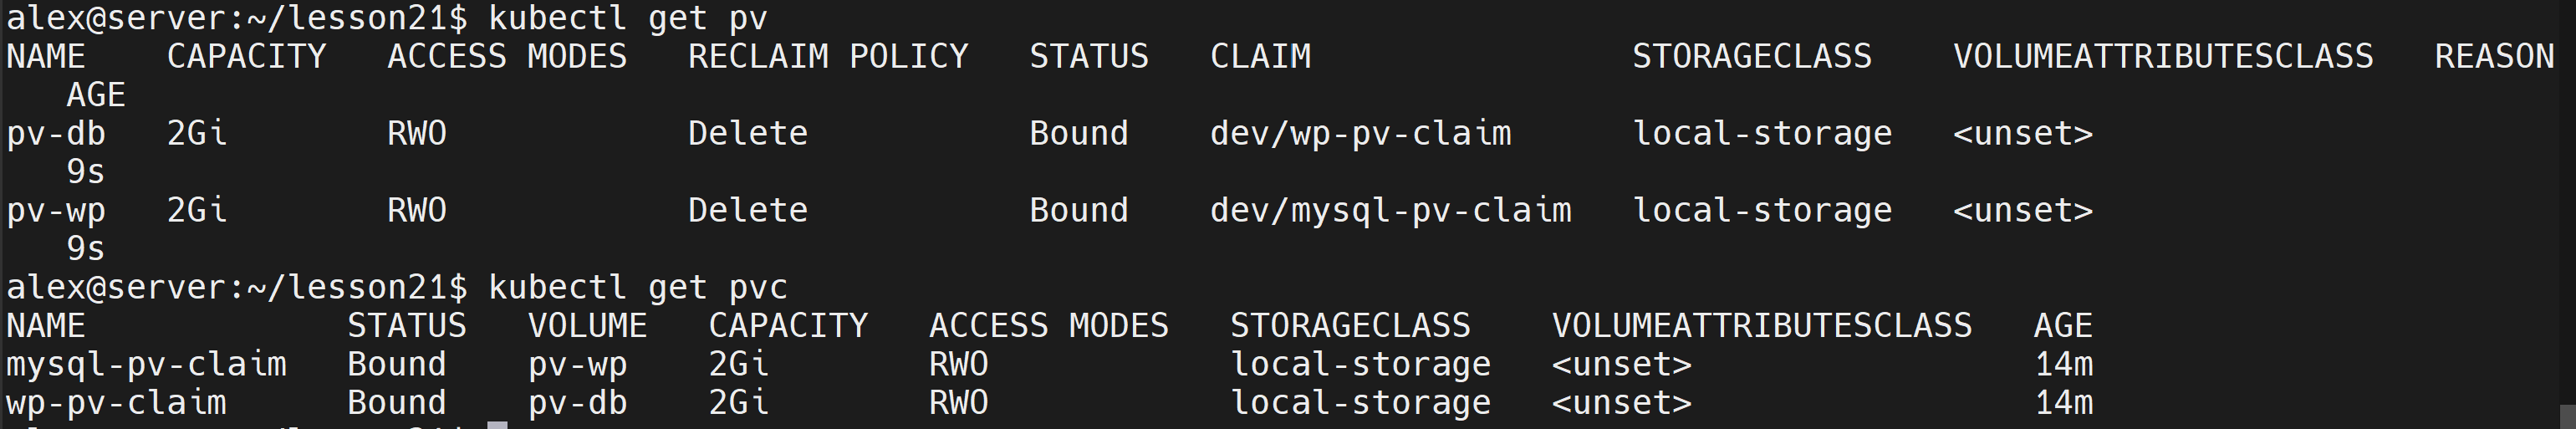 alex@server:~/lesson21$ kubectl get pv
NAME    CAPACITY   ACCESS MODES   RECLAIM POLICY   STATUS   CLAIM                STORAGECLASS    VOLUMEATTRIBUTESCLASS   REASON
   AGE
pv-db   2Gi        RWO            Delete           Bound    dev/wp-pv-claim      local-storage   <unset>
   9s
pv-wp   2Gi        RWO            Delete           Bound    dev/mysql-pv-claim   local-storage   <unset>
   9s
alex@server:~/lesson21$ kubectl get pvc
NAME             STATUS   VOLUME   CAPACITY   ACCESS MODES   STORAGECLASS    VOLUMEATTRIBUTESCLASS   AGE
mysql-pv-claim   Bound    pv-wp    2Gi        RWO            local-storage   <unset>                 14m
wp-pv-claim      Bound    pv-db    2Gi        RWO            local-storage   <unset>                 14m